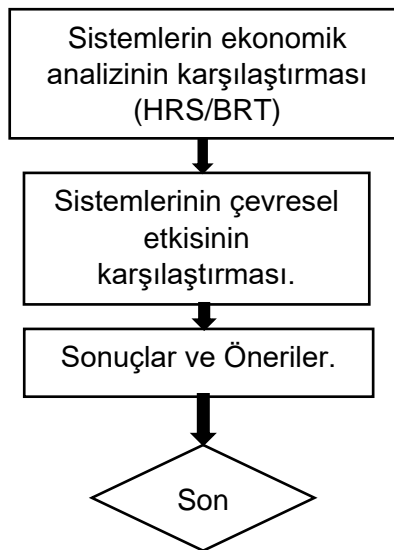 Sistemlerin ekonomik
analizinin karşılaştırması
(HRS/BRT)
Sistemlerinin çevresel
etkisinin
karşılaştırması.
Sonuçlar ve Öneriler.
Son